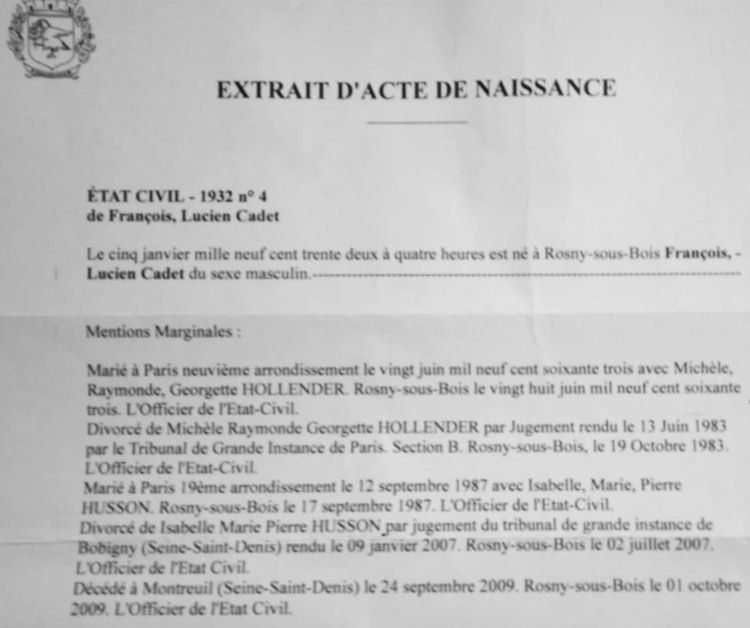 EXTRAIT D'ACTE DE NAISSANCE
ÈTAT CIVIL - 1932 n° 4
de François, Lucien Cadet
Le cinq janvier mille neuf cent trente deux à quatre heures est né à Rosny-sous-Bois François, -
Lucien Cadet du sexe masculin.------------------------------------------------------------
Mentions Marginales :
Marié à Paris neuvième arrondissement le vingt juin mil neuf cent soixante trois avec Michèle,
Raymonde, Georgette HOLLENDER. Rosny-sous-Bois le vingt huit juin mil neuf cent soixante
trois. L'Officier de l'Etat-Civil.
Divorcé de Michèle Raymonde Georgette HOLLENDER par Jugement rendu le 13 Juin 1983
par le Tribunal de Grande Instance de Paris. Section B. Rosny-sous-Bois, le 19 Octobre 1983.
L'Officier de l'Etat-Civil.
Marié à Paris 19ème arrondissement le 12 septembre 1987 avec Isabelle, Marie, Pierre
HUSSON. Rosny-sous-Bois le 17 septembre 1987. L'Officier de l'Etat-Civil.
Divorcé de Isabelle Marie Pierre HUSSON par jugement du tribunal de grande instance de
Bobigny (Seine-Saint-Denis) rendu le 09 janvier 2007. Rosny-sous-Bois le 02 juillet 2007.
L'Officier de l'Etat Civil.
Décédé à Montreuil (Seine-Saint-Denis) le 24 septembre 2009. Rosny-sous-Bois le 01 octobre
2009. L'Officier de l'Etat Civil.